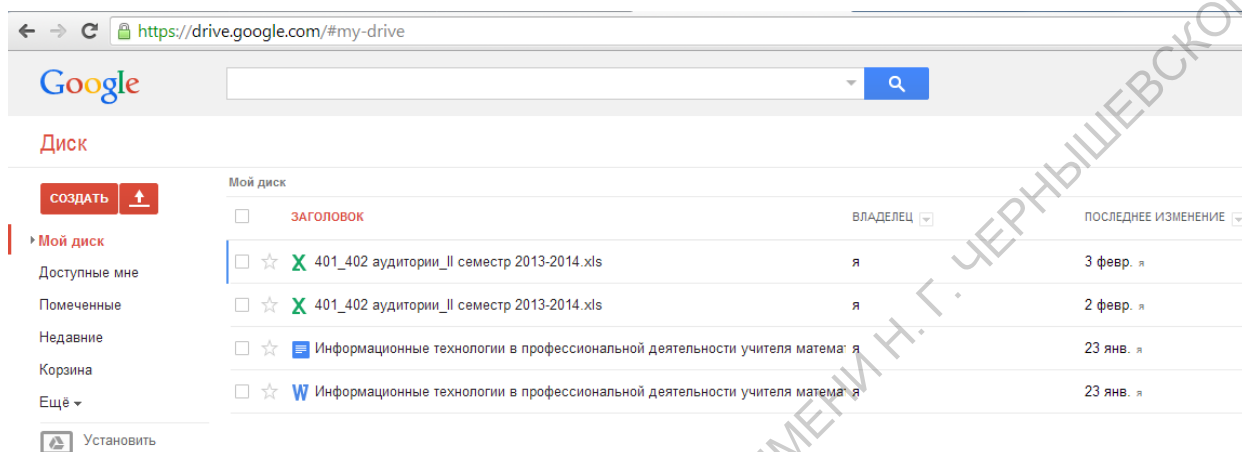 https://drive.google.com/#my-drive
Google
Диск
СОЗДАТЬ
Мой диск
Доступные мне
Помеченные
Недавние
Корзина
Ещё
Установить
Мой диск
ЗАГОЛОВОК ВЛАДЕЛЕЦ ПОСЛЕДНЕЕ ИЗМЕНЕНИЕ
401_402 аудитории_II семестр 2013-2014.xls я 3 февр. я
401_402 аудитории_II семестр 2013-2014.xls я 2 февр. я
Информационные технологии в профессиональной деятельности учителя матема я 23 янв. я
Информационные технологии в профессиональной деятельности учителя матема я 23 янв. я
ИМЕНИ Н. Г. ЧЕРНЫШЕВСКО